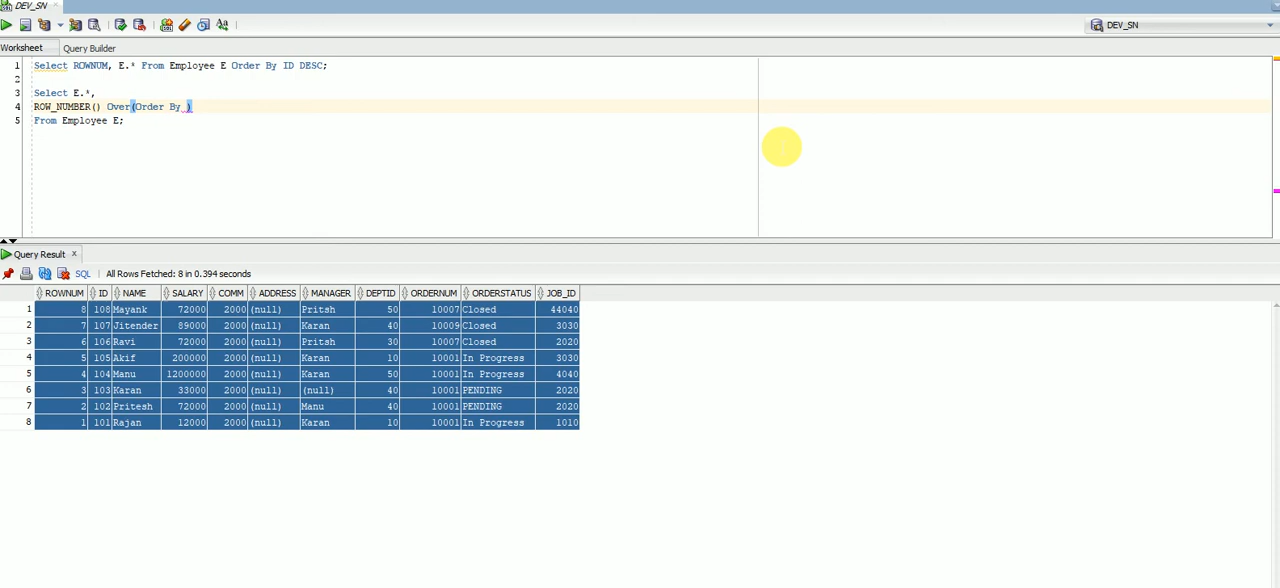 DEV_SN
DEV_SN
Worksheet Query Builder
1 Select ROWNUM, E.* From Employee E Order By ID DESC;
2
3 Select E.*,
4 ROW_NUMBER() Over(Order By )
5 From Employee E;
Query Result
SQL All Rows Fetched: 8 in 0.394 seconds
ROWNUM ID NAME SALARY COMM ADDRESS MANAGER DEPTID ORDERNUM ORDERSTATUS JOB_ID
1 8 108 Mayank 72000 2000 (null) Pritsh 50 10007 Closed 44040
2 7 107 Jitender 89000 2000 (null) Karan 40 10009 Closed 3030
3 6 106 Ravi 72000 2000 (null) Pritsh 30 10007 Closed 2020
4 5 105 Akif 200000 2000 (null) Karan 10 10001 In Progress 3030
5 4 104 Manu 1200000 2000 (null) Karan 50 10001 In Progress 4040
6 3 103 Karan 33000 2000 (null) (null) 40 10001 PENDING 2020
7 2 102 Pritesh 72000 2000 (null) Manu 40 10001 PENDING 2020
8 1 101 Rajan 12000 2000 (null) Karan 10 10001 In Progress 1010